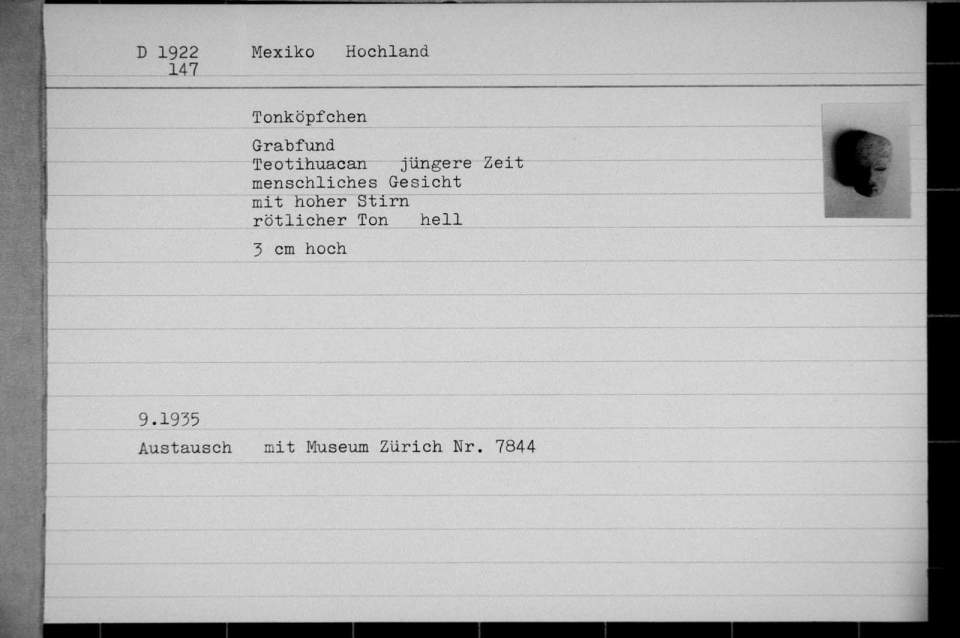 D 1922 Mexiko Hochland
147
Tonköpfchen
Grabfund
Teotihuacan jüngere Zeit
menschliches Gesicht
mit hoher Stirn
rötlicher Ton hell
3 cm hoch
9.1935
Austausch mit Museum Zürich Nr. 7844